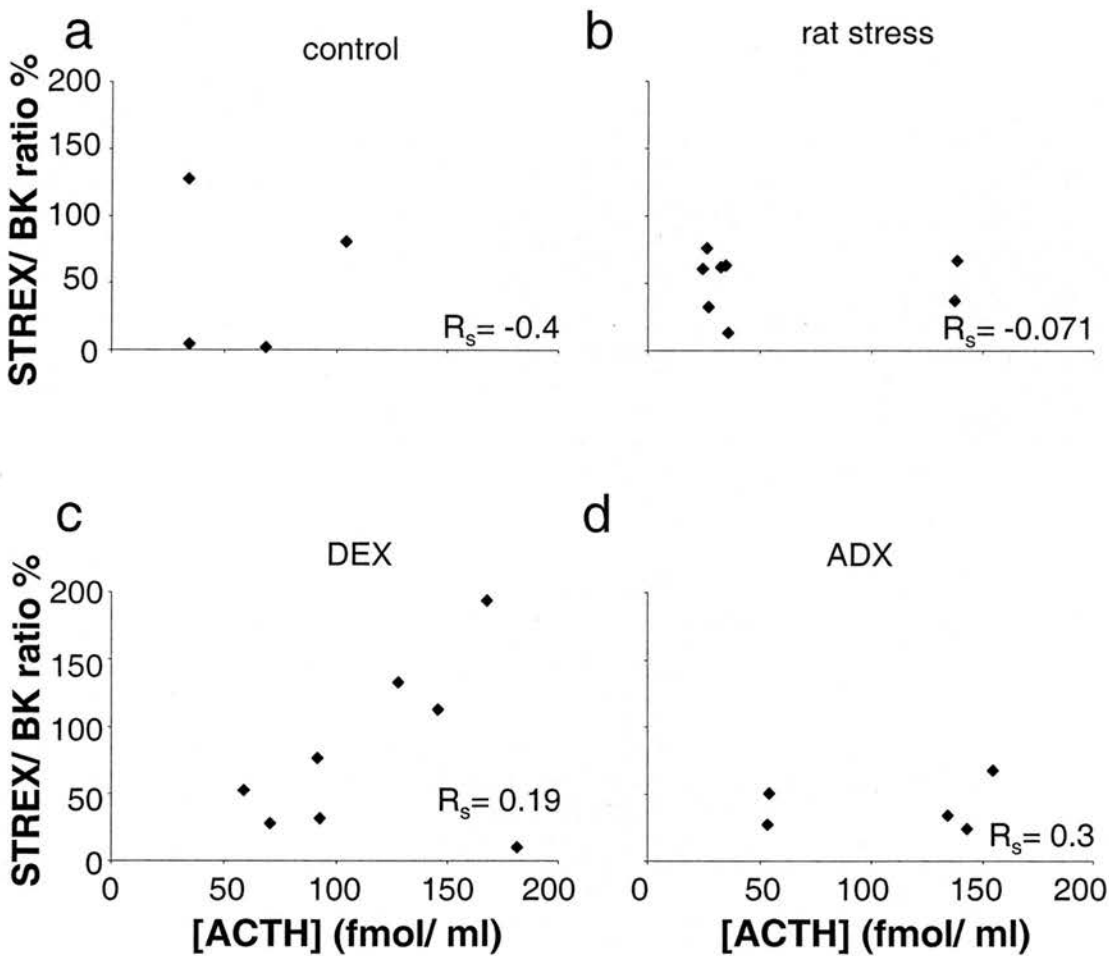 a
control
b
rat stress
STREX/ BK ratio %
200
150
100
50
0
Rs= -0.4
Rs= -0.071
c
DEX
d
ADX
STREX/ BK ratio %
200
150
100
50
0
Rs= 0.19
Rs= 0.3
0 50 100 150 200
0 50 100 150 200
[ACTH] (fmol/ ml)
[ACTH] (fmol/ ml)